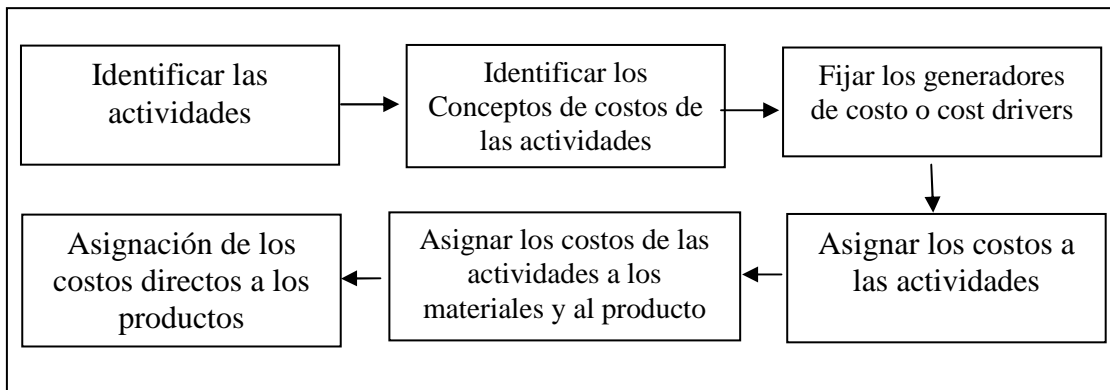 Identificar las
actividades
Identificar los
Conceptos de costos de
las actividades
Fijar los generadores
de costo o cost drivers
Asignar los costos a
las actividades
Asignar los costos de las
actividades a los
materiales y al producto
Asignación de los
costos directos a los
productos